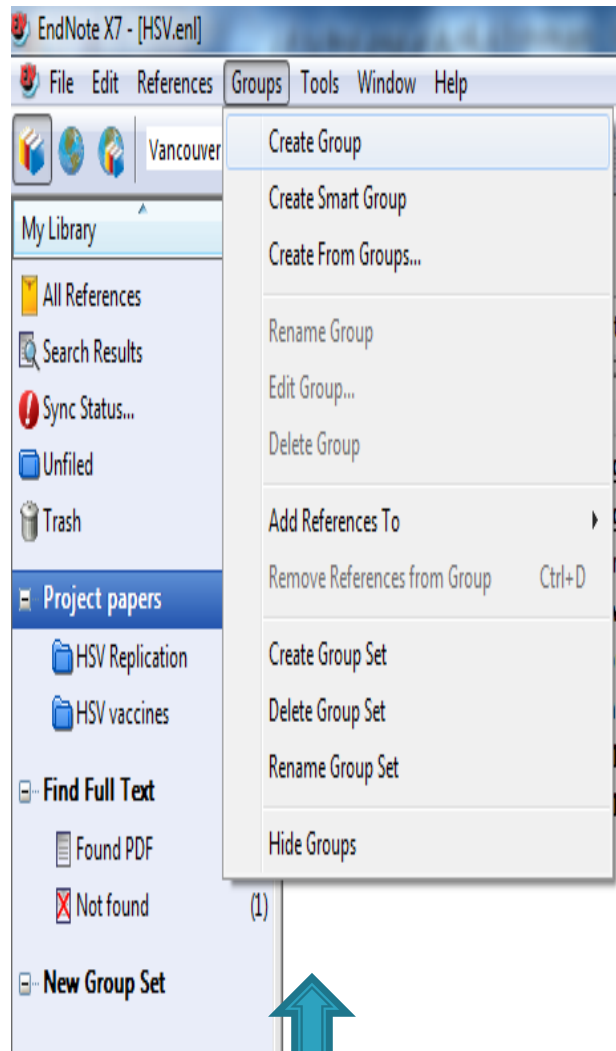 EndNote X7 - [HSV.enl]
File Edit References Groups Tools Window Help
Vancouver
My Library
All References
Search Results
Sync Status...
Unfiled
Trash
Project papers
HSV Replication
HSV vaccines
Find Full Text
Found PDF
Not found (1)
New Group Set
Create Group
Create Smart Group
Create From Groups...
Rename Group
Edit Group...
Delete Group
Add References To
Remove References from Group Ctrl+D
Create Group Set
Delete Group Set
Rename Group Set
Hide Groups